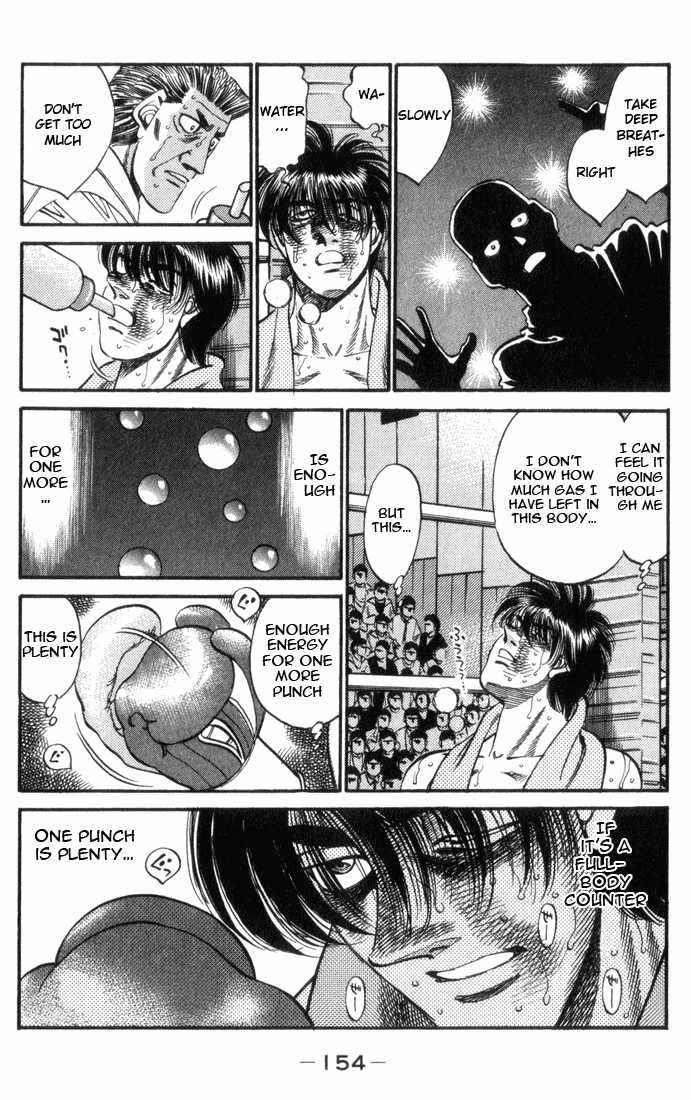 TAKE
DEEP
BREAT-
HES
RIGHT
SLOWLY
WA-
WATER
...
DON'T
GET TOO
MUCH
I CAN
FEEL IT
GOING
THROU-
GH ME
I DON'T
KNOW HOW
MUCH GAS I
HAVE LEFT IN
THIS BODY...
BUT
THIS...
IS
ENO-
UGH
FOR
ONE
MORE
...
ENOUGH
ENERGY
FOR ONE
MORE
PUNCH
THIS IS
PLENTY
IF
IT'S A
FULL-
BODY
COUNTER
ONE PUNCH
IS PLENTY...
-154-